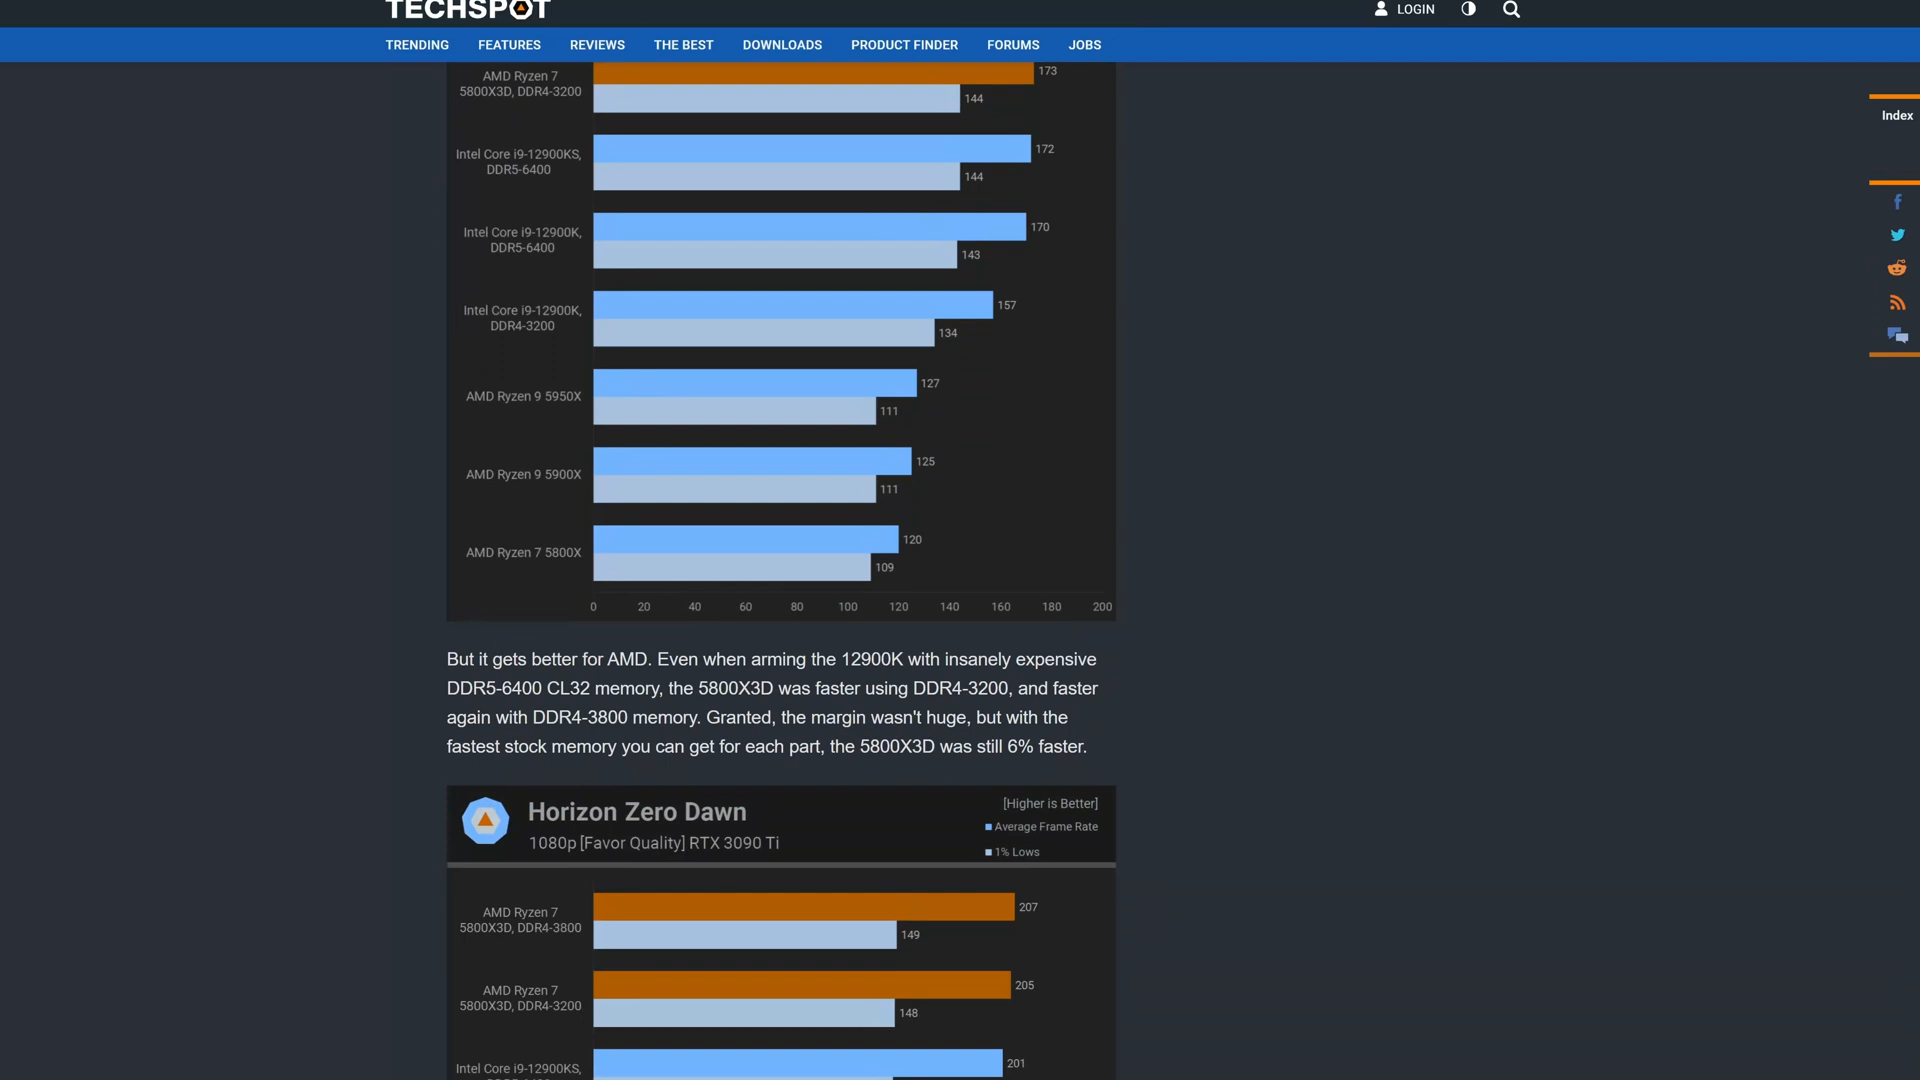 TECHSPOT
LOGIN
TRENDING FEATURES REVIEWS THE BEST DOWNLOADS PRODUCT FINDER FORUMS JOBS
Index
AMD Ryzen 7
5800X3D, DDR4-3200
173
144
Intel Core i9-12900KS,
DDR5-6400
172
144
Intel Core i9-12900K,
DDR5-6400
170
143
Intel Core i9-12900K,
DDR4-3200
157
134
AMD Ryzen 9 5950X
127
111
AMD Ryzen 9 5900X
125
111
AMD Ryzen 7 5800X
120
109
0 20 40 60 80 100 120 140 160 180 200
But it gets better for AMD. Even when arming the 12900K with insanely expensive
DDR5-6400 CL32 memory, the 5800X3D was faster using DDR4-3200, and faster
again with DDR4-3800 memory. Granted, the margin wasn't huge, but with the
fastest stock memory you can get for each part, the 5800X3D was still 6% faster.
Horizon Zero Dawn
1080p [Favor Quality] RTX 3090 Ti
[Higher is Better]
Average Frame Rate
1% Lows
AMD Ryzen 7
5800X3D, DDR4-3800
207
149
AMD Ryzen 7
5800X3D, DDR4-3200
205
148
Intel Core i9-12900KS,
201